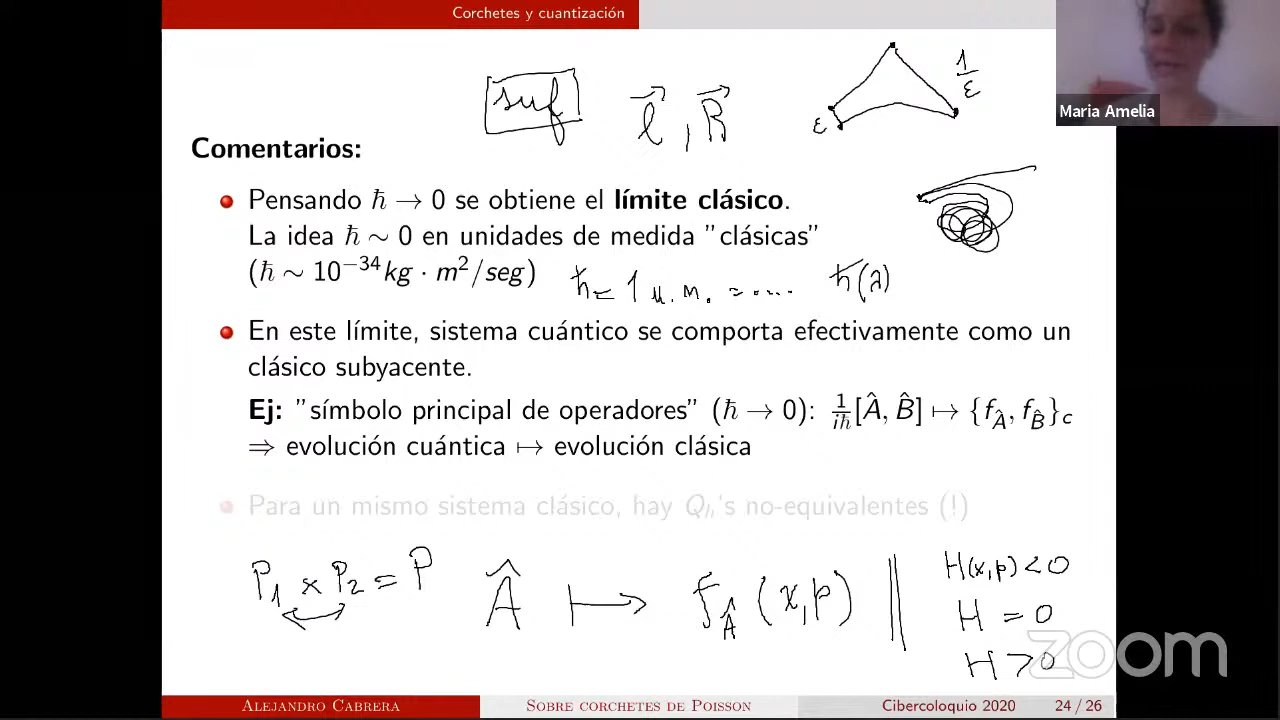 Corchetes y cuantización
Maria Amelia
suf
ℓ⃗ , R⃗
ε
1/ε
Comentarios:
Pensando ℏ → 0 se obtiene el límite clásico.
La idea ℏ ∼ 0 en unidades de medida "clásicas"
(ℏ ∼ 10⁻³⁴kg · m²/seg)
ℏ = 1 u.m. = .... ℏ(λ)
En este límite, sistema cuántico se comporta efectivamente como un
clásico subyacente.
Ej: "símbolo principal de operadores" (ℏ → 0): 1/iℏ [Â, B̂] ↦ {f_Â, f_B̂}_c
⇒ evolución cuántica ↦ evolución clásica
Para un mismo sistema clásico, hay Q_ℏ's no-equivalentes (!)
P₁ × P₂ = P
Â ↦ f_Â (x,p)
H(x,p) < 0
H = 0
H > 0
zoom
Alejandro Cabrera
Sobre corchetes de Poisson
Cibercoloquio 2020
24 / 26